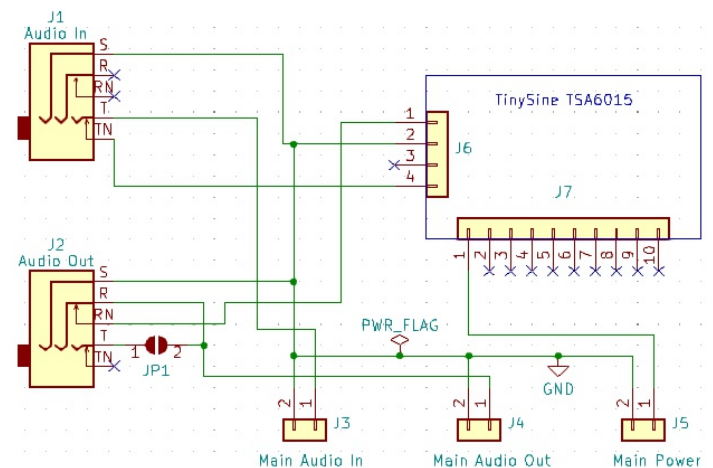 J1
Audio In
S
R
RN
T
TN
TinySine TSA6015
1
2
3
4
J6
J7
1
2
3
4
5
6
7
8
9
10
J2
Audio Out
S
R
RN
T
TN
1
2
JP1
PWR_FLAG
GND
2
1
J3
Main Audio In
2
1
J4
Main Audio Out
2
1
J5
Main Power